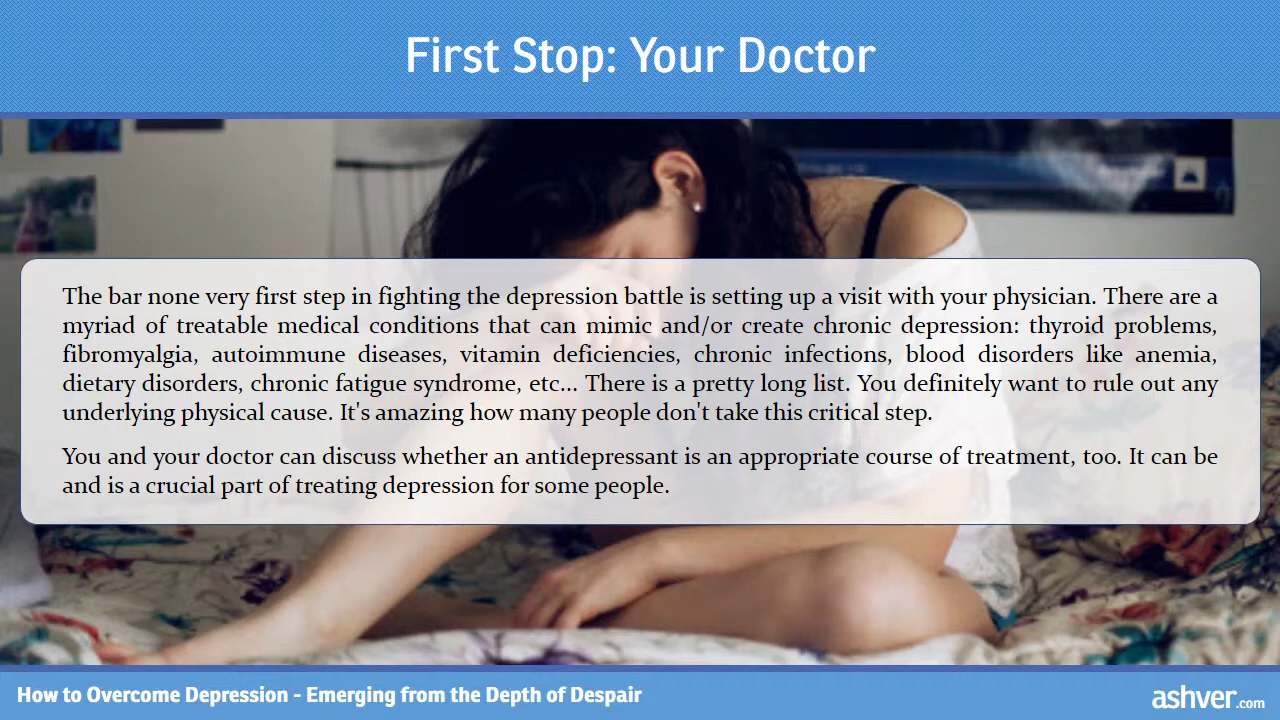 First Stop: Your Doctor
The bar none very first step in fighting the depression battle is setting up a visit with your physician. There are a
myriad of treatable medical conditions that can mimic and/or create chronic depression: thyroid problems,
fibromyalgia, autoimmune diseases, vitamin deficiencies, chronic infections, blood disorders like anemia,
dietary disorders, chronic fatigue syndrome, etc... There is a pretty long list. You definitely want to rule out any
underlying physical cause. It's amazing how many people don't take this critical step.
You and your doctor can discuss whether an antidepressant is an appropriate course of treatment, too. It can be
and is a crucial part of treating depression for some people.
How to Overcome Depression - Emerging from the Depth of Despair
ashver.com